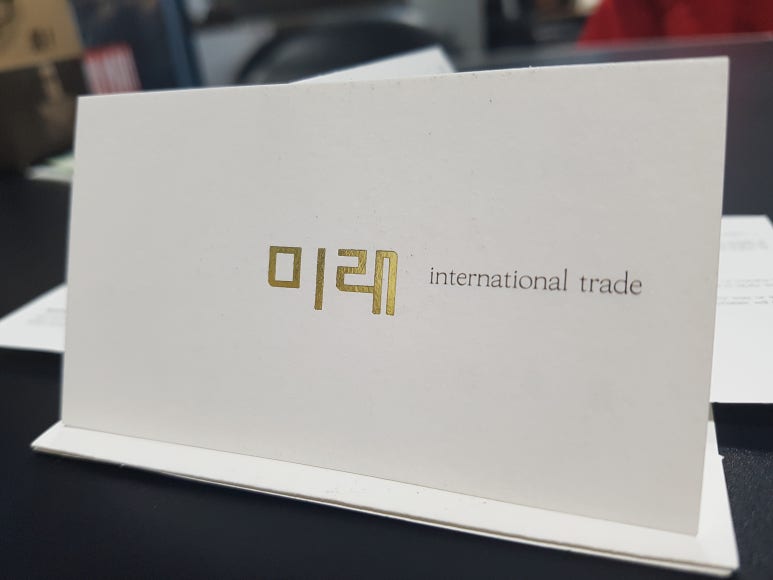 미래 international trade